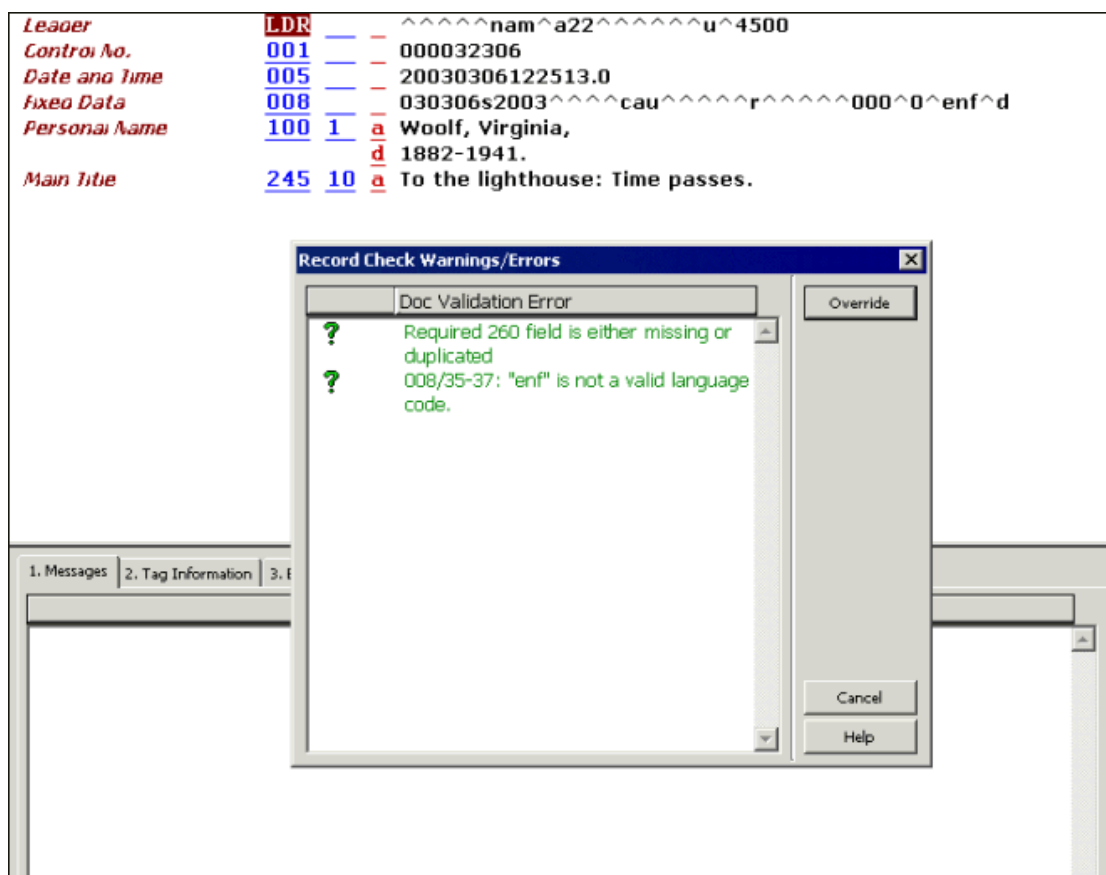 Leader LDR ^^^^^nam^a22^^^^^^u^4500
Control No. 001 000032306
Date and Time 005 20030306122513.0
Fixed Data 008 030306s2003^^^^cau^^^^^r^^^^^000^0^enf^d
Personal Name 100 1 a Woolf, Virginia,
d 1882-1941.
Main Title 245 10 a To the lighthouse: Time passes.
Record Check Warnings/Errors
Doc Validation Error
Override
? Required 260 field is either missing or
duplicated
? 008/35-37: "enf" is not a valid language
code.
1. Messages 2. Tag Information 3. E
Cancel
Help